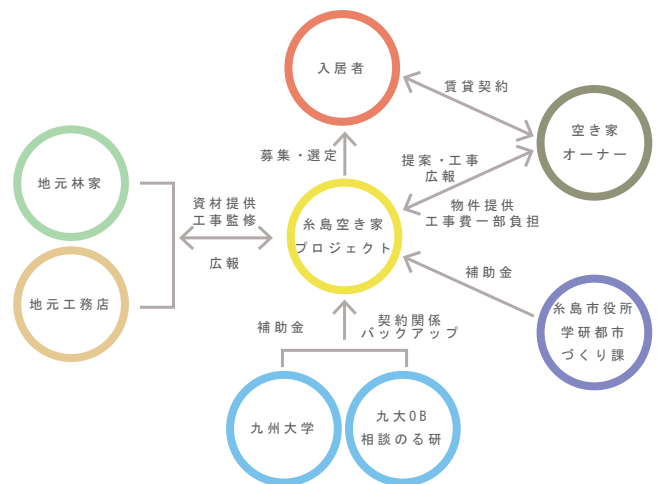 入居者
賃貸契約
空き家
オーナー
募集・選定
提案・工事
広報
地元林家
資材提供
工事監修
広報
糸島空き家
プロジェクト
物件提供
工事費一部負担
補助金
地元工務店
糸島市役所
学研都市
づくり課
補助金
契約関係
バックアップ
九州大学
九大OB
相談のる研